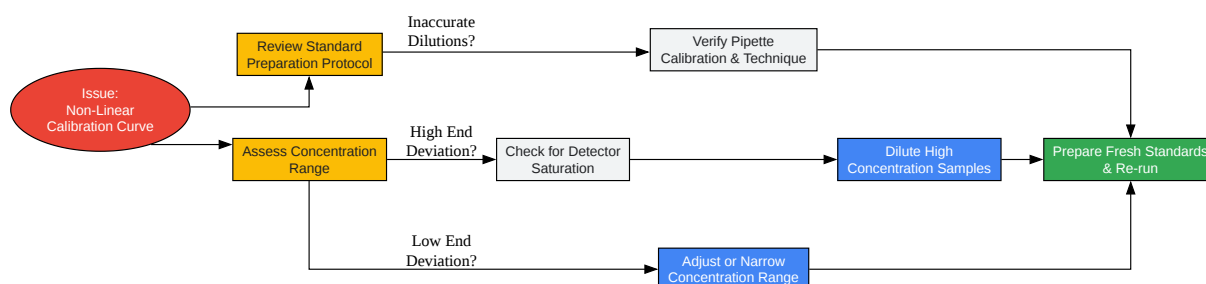 Issue:
Non-Linear
Calibration Curve
Review Standard
Preparation Protocol
Inaccurate
Dilutions?
Verify Pipette
Calibration & Technique
Assess Concentration
Range
High End
Deviation?
Check for Detector
Saturation
Dilute High
Concentration Samples
Prepare Fresh Standards
& Re-run
Low End
Deviation?
Adjust or Narrow
Concentration Range